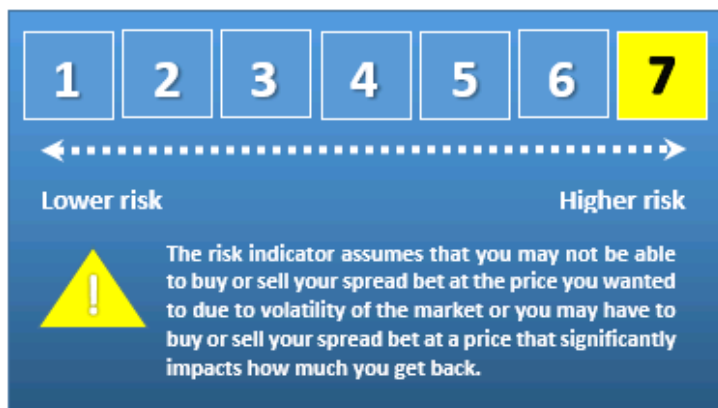 1 2 3 4 5 6 7
Lower risk Higher risk
!
The risk indicator assumes that you may not be able
to buy or sell your spread bet at the price you wanted
to due to volatility of the market or you may have to
buy or sell your spread bet at a price that significantly
impacts how much you get back.